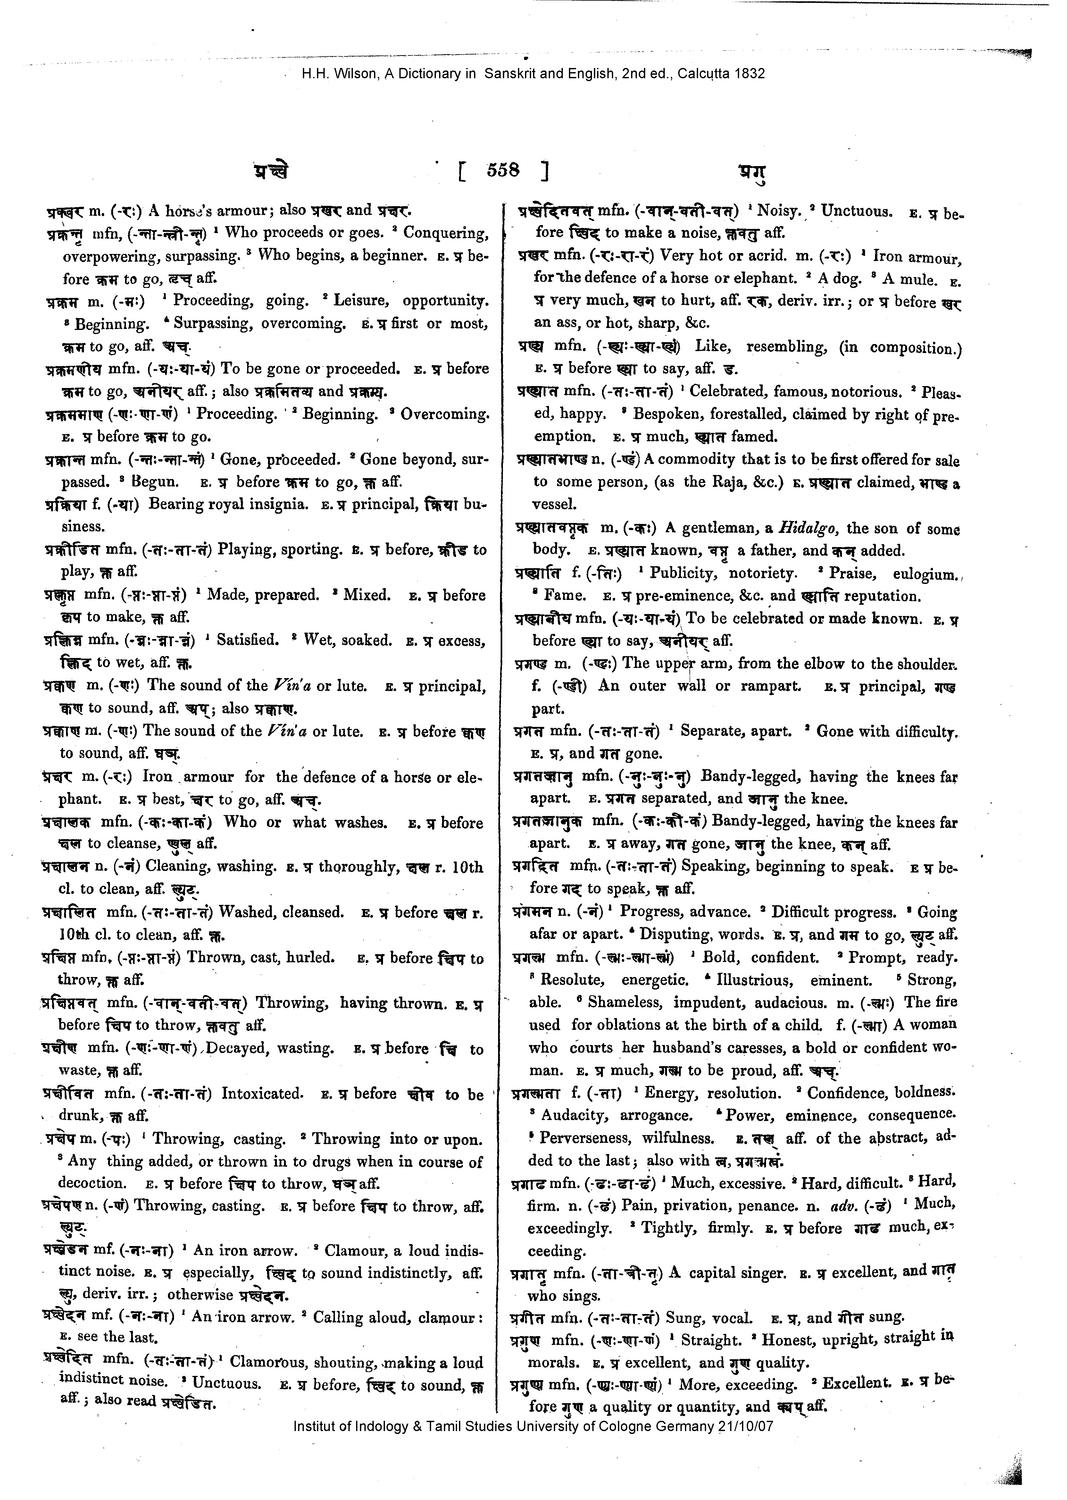 H.H. Wilson, A Dictionary in Sanskrit and English, 2nd ed., Calcutta 1832
प्रक्ष्वे [ 558 ] प्रगु
प्रक्खर m. (-रः) A horse's armour; also प्रखर and प्रक्षर.
प्रक्रन्तृ mfn, (-न्ता-न्त्री-न्तृ) ¹ Who proceeds or goes. ² Conquering,
overpowering, surpassing. ³ Who begins, a beginner. E. प्र be-
fore क्रम to go, तृच् aff.
प्रक्रम m. (-मः) ¹ Proceeding, going. ² Leisure, opportunity.
³ Beginning. ⁴ Surpassing, overcoming. E. प्र first or most,
क्रम to go, aff. अच्.
प्रक्रमणीय mfn. (-यः-या-यं) To be gone or proceeded. E. प्र before
क्रम to go, अनीयर् aff.; also प्रक्रमितव्य and प्रक्रम्य.
प्रक्रममाण (-णः-णा-णं) ¹ Proceeding. ² Beginning. ³ Overcoming.
E. प्र before क्रम to go.
प्रक्रान्त mfn. (-न्तः-न्ता-न्तं) ¹ Gone, proceeded. ² Gone beyond, sur-
passed. ³ Begun. E. प्र before क्रम to go, क्त aff.
प्रक्रिया f. (-या) Bearing royal insignia. E. प्र principal, क्रिया bu-
siness.
प्रक्रीडित mfn. (-तः-ता-तं) Playing, sporting. E. प्र before, क्रीड to
play, क्त aff.
प्रक्लृप्त mfn. (-प्तः-प्ता-प्तं) ¹ Made, prepared. ² Mixed. E. प्र before
कृप to make, क्त aff.
प्रक्लिन्न mfn. (-न्नः-न्ना-न्नं) ¹ Satisfied. ² Wet, soaked. E. प्र excess,
क्लिद् to wet, aff. क्त.
प्रक्वण m. (-णः) The sound of the Vín'a or lute. E. प्र principal,
क्वण to sound, aff. अप्; also प्रक्वाण.
प्रक्वाण m. (-णः) The sound of the Vín'a or lute. E. प्र before क्वण
to sound, aff. घञ्.
प्रक्षर m. (-रः) Iron armour for the defence of a horse or ele-
phant. E. प्र best, क्षर to go, aff. अच्.
प्रक्षालक mfn. (-कः-का-कं) Who or what washes. E. प्र before
क्षल to cleanse, ण्वुल् aff.
प्रक्षालन n. (-नं) Cleaning, washing. E. प्र thoroughly, क्षल r. 10th
cl. to clean, aff. ल्युट्.
प्रक्षालित mfn. (-तः-ता-तं) Washed, cleansed. E. प्र before क्षल r.
10th cl. to clean, aff. क्त.
प्रक्षिप्त mfn. (-प्तः-प्ता-प्तं) Thrown, cast, hurled. E. प्र before क्षिप to
throw, क्त aff.
प्रक्षिप्तवत् mfn. (-वान्-वती-वत्) Throwing, having thrown. E. प्र
before क्षिप to throw, क्तवतु aff.
प्रक्षीण mfn. (-णः-णा-णं) Decayed, wasting. E. प्र before क्षि to
waste, क्त aff.
प्रक्षीवित mfn. (-तः-ता-तं) Intoxicated. E. प्र before क्षीव to be
drunk, क्त aff.
प्रक्षेप m. (-पः) ¹ Throwing, casting. ² Throwing into or upon.
³ Any thing added, or thrown in to drugs when in course of
decoction. E. प्र before क्षिप to throw, घञ् aff.
प्रक्षेपण n. (-णं) Throwing, casting. E. प्र before क्षिप to throw, aff.
ल्युट्.
प्रक्ष्वेडन mf. (-नः-ना) ¹ An iron arrow. ² Clamour, a loud indis-
tinct noise. E. प्र especially, क्ष्विद् to sound indistinctly, aff.
ल्यु, deriv. irr.; otherwise प्रक्ष्वेदन.
प्रक्ष्वेदन mf. (-नः-ना) ¹ An iron arrow. ² Calling aloud, clamour:
E. see the last.
प्रक्ष्वेदित mfn. (-तः-ता-तं) ¹ Clamorous, shouting, making a loud
indistinct noise. ² Unctuous. E. प्र before, क्ष्विद् to sound, क्त
aff.; also read प्रक्ष्वेडित.
प्रक्ष्वेदितवत् mfn. (-वान्-वती-वत्) ¹ Noisy. ² Unctuous. E. प्र be-
fore क्ष्विद् to make a noise, क्तवतु aff.
प्रखर mfn. (-रः-रा-रं) Very hot or acrid. m. (-रः) ¹ Iron armour,
for the defence of a horse or elephant. ² A dog. ³ A mule. E.
प्र very much, खन to hurt, aff. रक्, deriv. irr.; or प्र before खर
an ass, or hot, sharp, &c.
प्रख्य mfn. (-ख्यः-ख्या-ख्यं) Like, resembling, (in composition.)
E. प्र before ख्या to say, aff. ड.
प्रख्यात mfn. (-तः-ता-तं) ¹ Celebrated, famous, notorious. ² Pleas-
ed, happy. ³ Bespoken, forestalled, claimed by right of pre-
emption. E. प्र much, ख्यात famed.
प्रख्यातभाण्ड n. (-ण्डं) A commodity that is to be first offered for sale
to some person, (as the Raja, &c.) E. प्रख्यात claimed, भाण्ड a
vessel.
प्रख्यातवप्तृक m. (-कः) A gentleman, a Hidalgo, the son of some
body. E. प्रख्यात known, वप्तृ a father, and कन् added.
प्रख्याति f. (-तिः) ¹ Publicity, notoriety. ² Praise, eulogium.
³ Fame. E. प्र pre-eminence, &c. and ख्याति reputation.
प्रख्यानीय mfn. (-यः-या-यं) To be celebrated or made known. E. प्र
before ख्या to say, अनीयर् aff.
प्रगण्ड m. (-ण्डः) The upper arm, from the elbow to the shoulder.
f. (-ण्डी) An outer wall or rampart. E. प्र principal, गण्ड
part.
प्रगत mfn. (-तः-ता-तं) ¹ Separate, apart. ² Gone with difficulty.
E. प्र, and गत gone.
प्रगतजानु mfn. (-नुः-नुः-नु) Bandy-legged, having the knees far
apart. E. प्रगत separated, and जानु the knee.
प्रगतजानुक mfn. (-कः-की-कं) Bandy-legged, having the knees far
apart. E. प्र away, गत gone, जानु the knee, कन् aff.
प्रगदित mfn. (-तः-ता-तं) Speaking, beginning to speak. E प्र be-
fore गद् to speak, क्त aff.
प्रगमन n. (-नं) ¹ Progress, advance. ² Difficult progress. ³ Going
afar or apart. ⁴ Disputing, words. E. प्र, and गम to go, ल्युट् aff.
प्रगल्भ mfn. (-ल्भः-ल्भा-ल्भं) ¹ Bold, confident. ² Prompt, ready.
³ Resolute, energetic. ⁴ Illustrious, eminent. ⁵ Strong,
able. ⁶ Shameless, impudent, audacious. m. (-ल्भः) The fire
used for oblations at the birth of a child. f. (-ल्भा) A woman
who courts her husband's caresses, a bold or confident wo-
man. E. प्र much, गल्भ to be proud, aff. अच्.
प्रगल्भता f. (-ता) ¹ Energy, resolution. ² Confidence, boldness.
³ Audacity, arrogance. ⁴ Power, eminence, consequence.
⁵ Perverseness, wilfulness. E. तल् aff. of the abstract, ad-
ded to the last; also with त्व, प्रगल्भत्वं.
प्रगाढ mfn. (-ढः-ढा-ढं) ¹ Much, excessive. ² Hard, difficult. ³ Hard,
firm. n. (-ढं) Pain, privation, penance. n. adv. (-ढं) ¹ Much,
exceedingly. ² Tightly, firmly. E. प्र before गाढ much, ex-
ceeding.
प्रगातृ mfn. (-ता-त्री-तृ) A capital singer. E. प्र excellent, and गातृ
who sings.
प्रगीत mfn. (-तः-ता-तं) Sung, vocal. E. प्र, and गीत sung.
प्रगुण mfn. (-णः-णा-णं) ¹ Straight. ² Honest, upright, straight in
morals. E. प्र excellent, and गुण quality.
प्रगुण्य mfn. (-ण्यः-ण्या-ण्यं) ¹ More, exceeding. ² Excellent. E. प्र be-
fore गुण a quality or quantity, and क्यप् aff.
Institut of Indology & Tamil Studies University of Cologne Germany 21/10/07